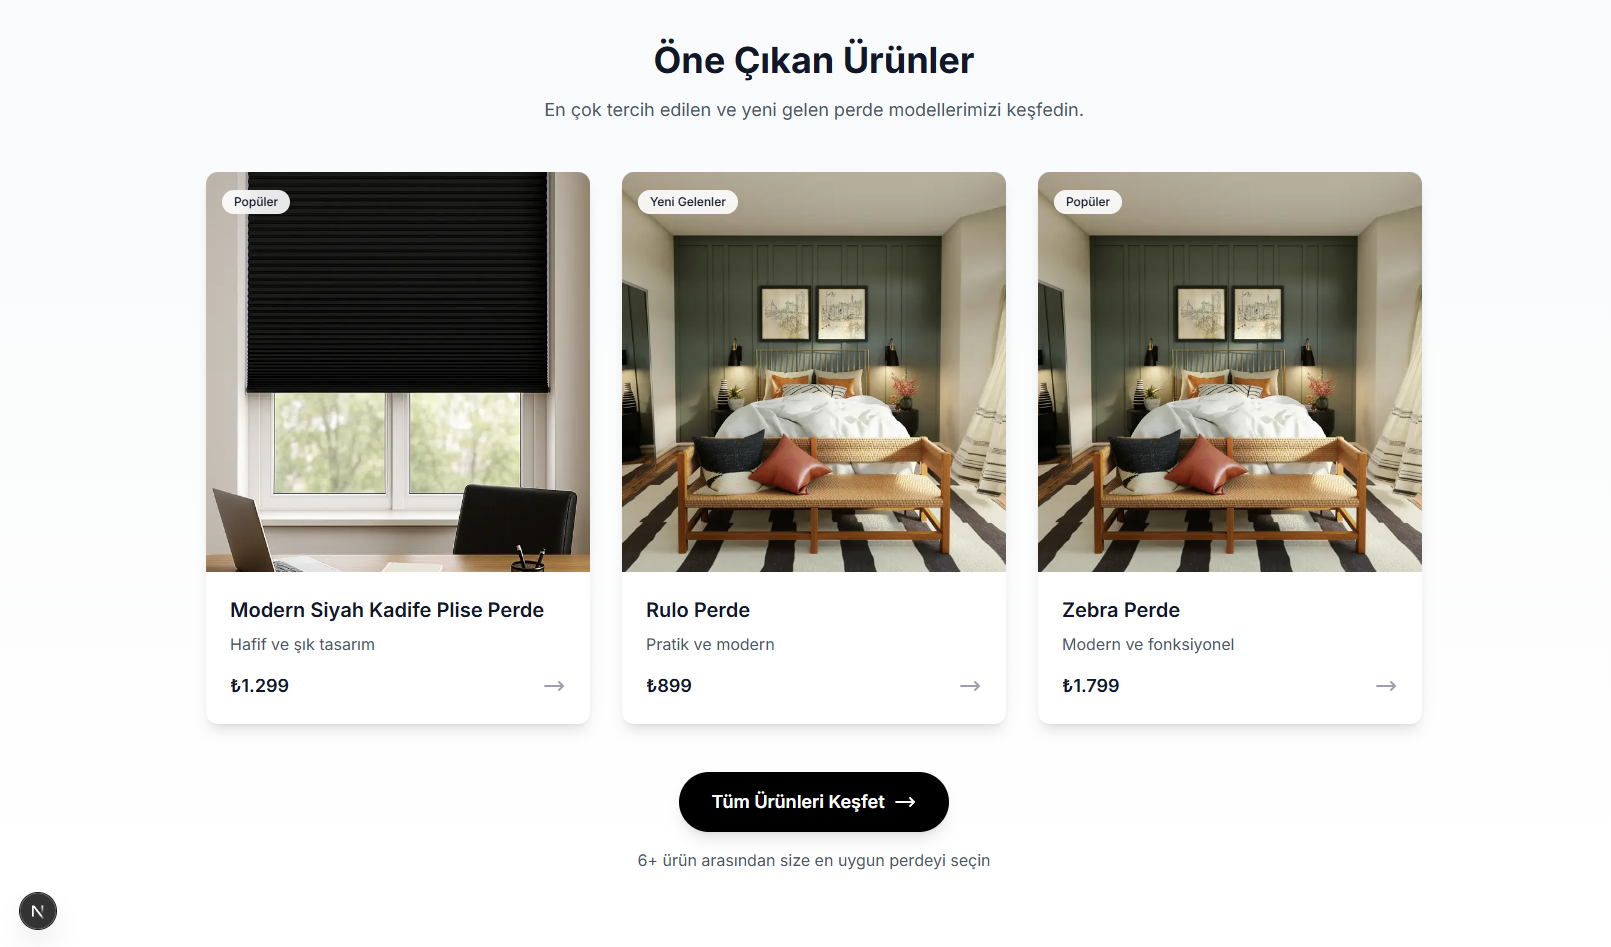 Öne Çıkan Ürünler
En çok tercih edilen ve yeni gelen perde modellerimizi keşfedin.
Popüler
Yeni Gelenler
Popüler
Modern Siyah Kadife Plise Perde
Hafif ve şık tasarım
₺1.299
Rulo Perde
Pratik ve modern
₺899
Zebra Perde
Modern ve fonksiyonel
₺1.799
Tüm Ürünleri Keşfet
6+ ürün arasından size en uygun perdeyi seçin
N